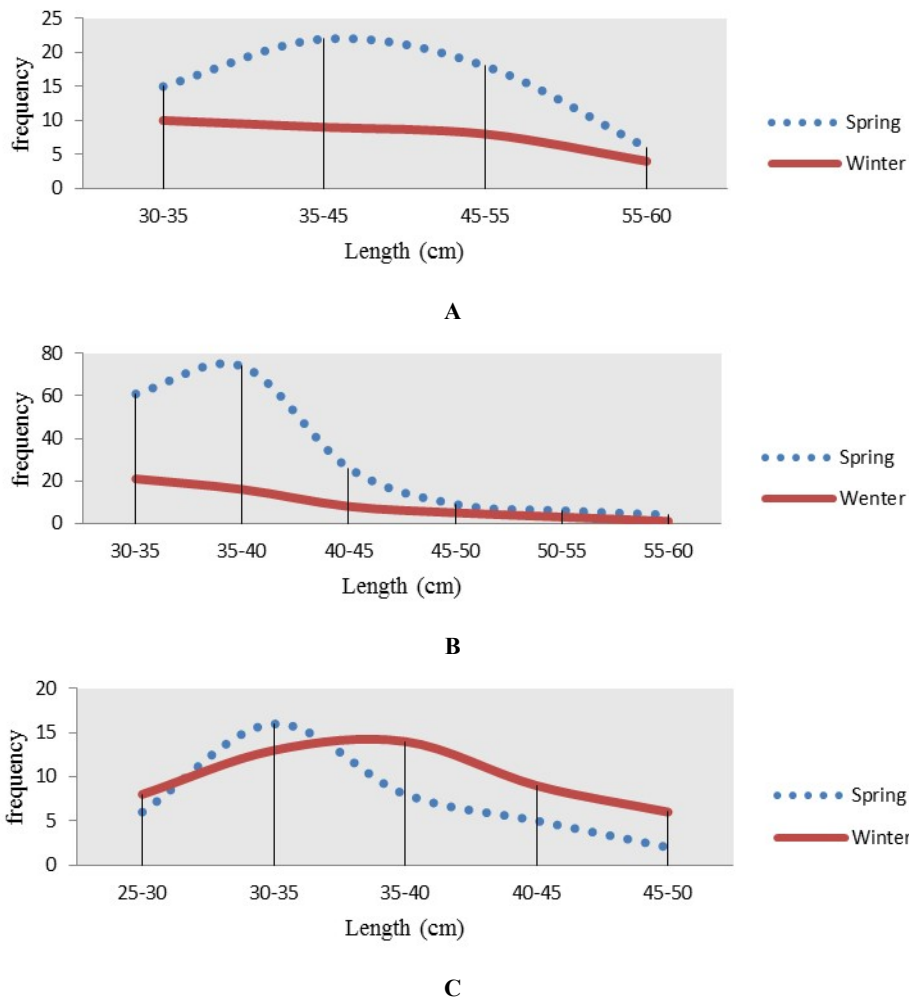 25
20
15
10
5
0
frequency
30-35 35-45 45-55 55-60
Length (cm)
Spring
Winter
A
80
60
40
20
0
frequency
30-35 35-40 40-45 45-50 50-55 55-60
Length (cm)
Spring
Wenter
B
20
15
10
5
0
frequency
25-30 30-35 35-40 40-45 45-50
Length (cm)
Spring
Winter
C